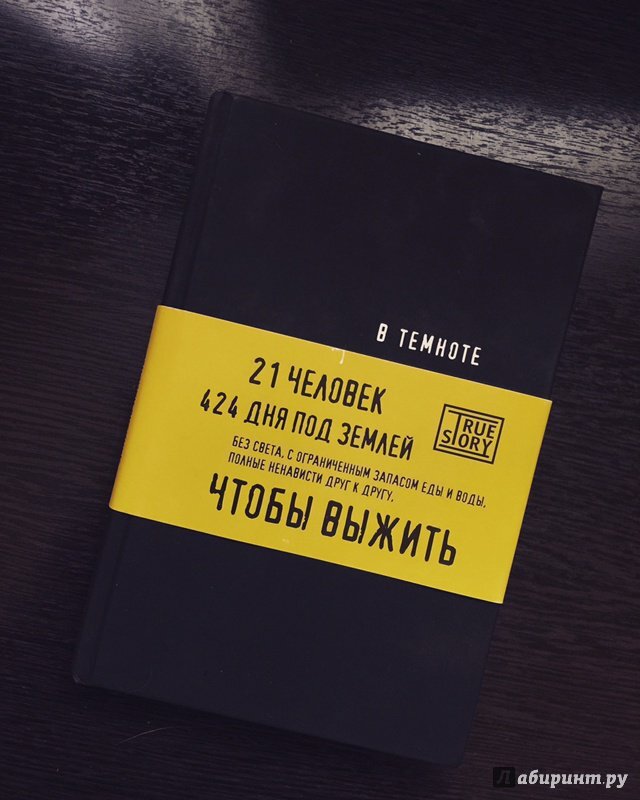 В ТЕМНОТЕ
21 ЧЕЛОВЕК
424 ДНЯ ПОД ЗЕМЛЕЙ
TRUE
STORY
БЕЗ СВЕТА, С ОГРАНИЧЕННЫМ ЗАПАСОМ ЕДЫ И ВОДЫ,
ПОЛНЫЕ НЕНАВИСТИ ДРУГ К ДРУГУ,
ЧТОБЫ ВЫЖИТЬ
Лабиринт.ру